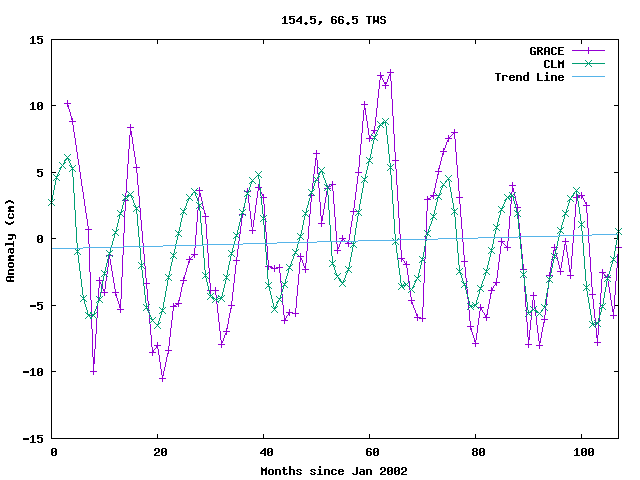 154.5, 66.5 TWS
GRACE
CLM
Trend Line
15
10
5
0
-5
-10
-15
Anomaly (cm)
0 20 40 60 80 100
Months since Jan 2002